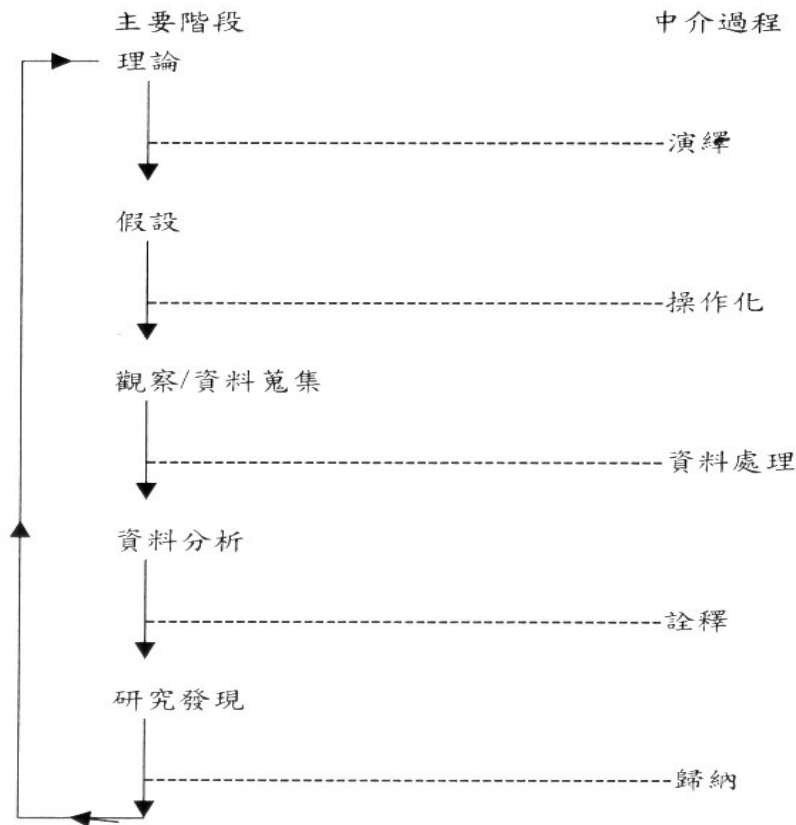 主要階段 中介過程
理論
演繹
假設
操作化
觀察/資料蒐集
資料處理
資料分析
詮釋
研究發現
歸納